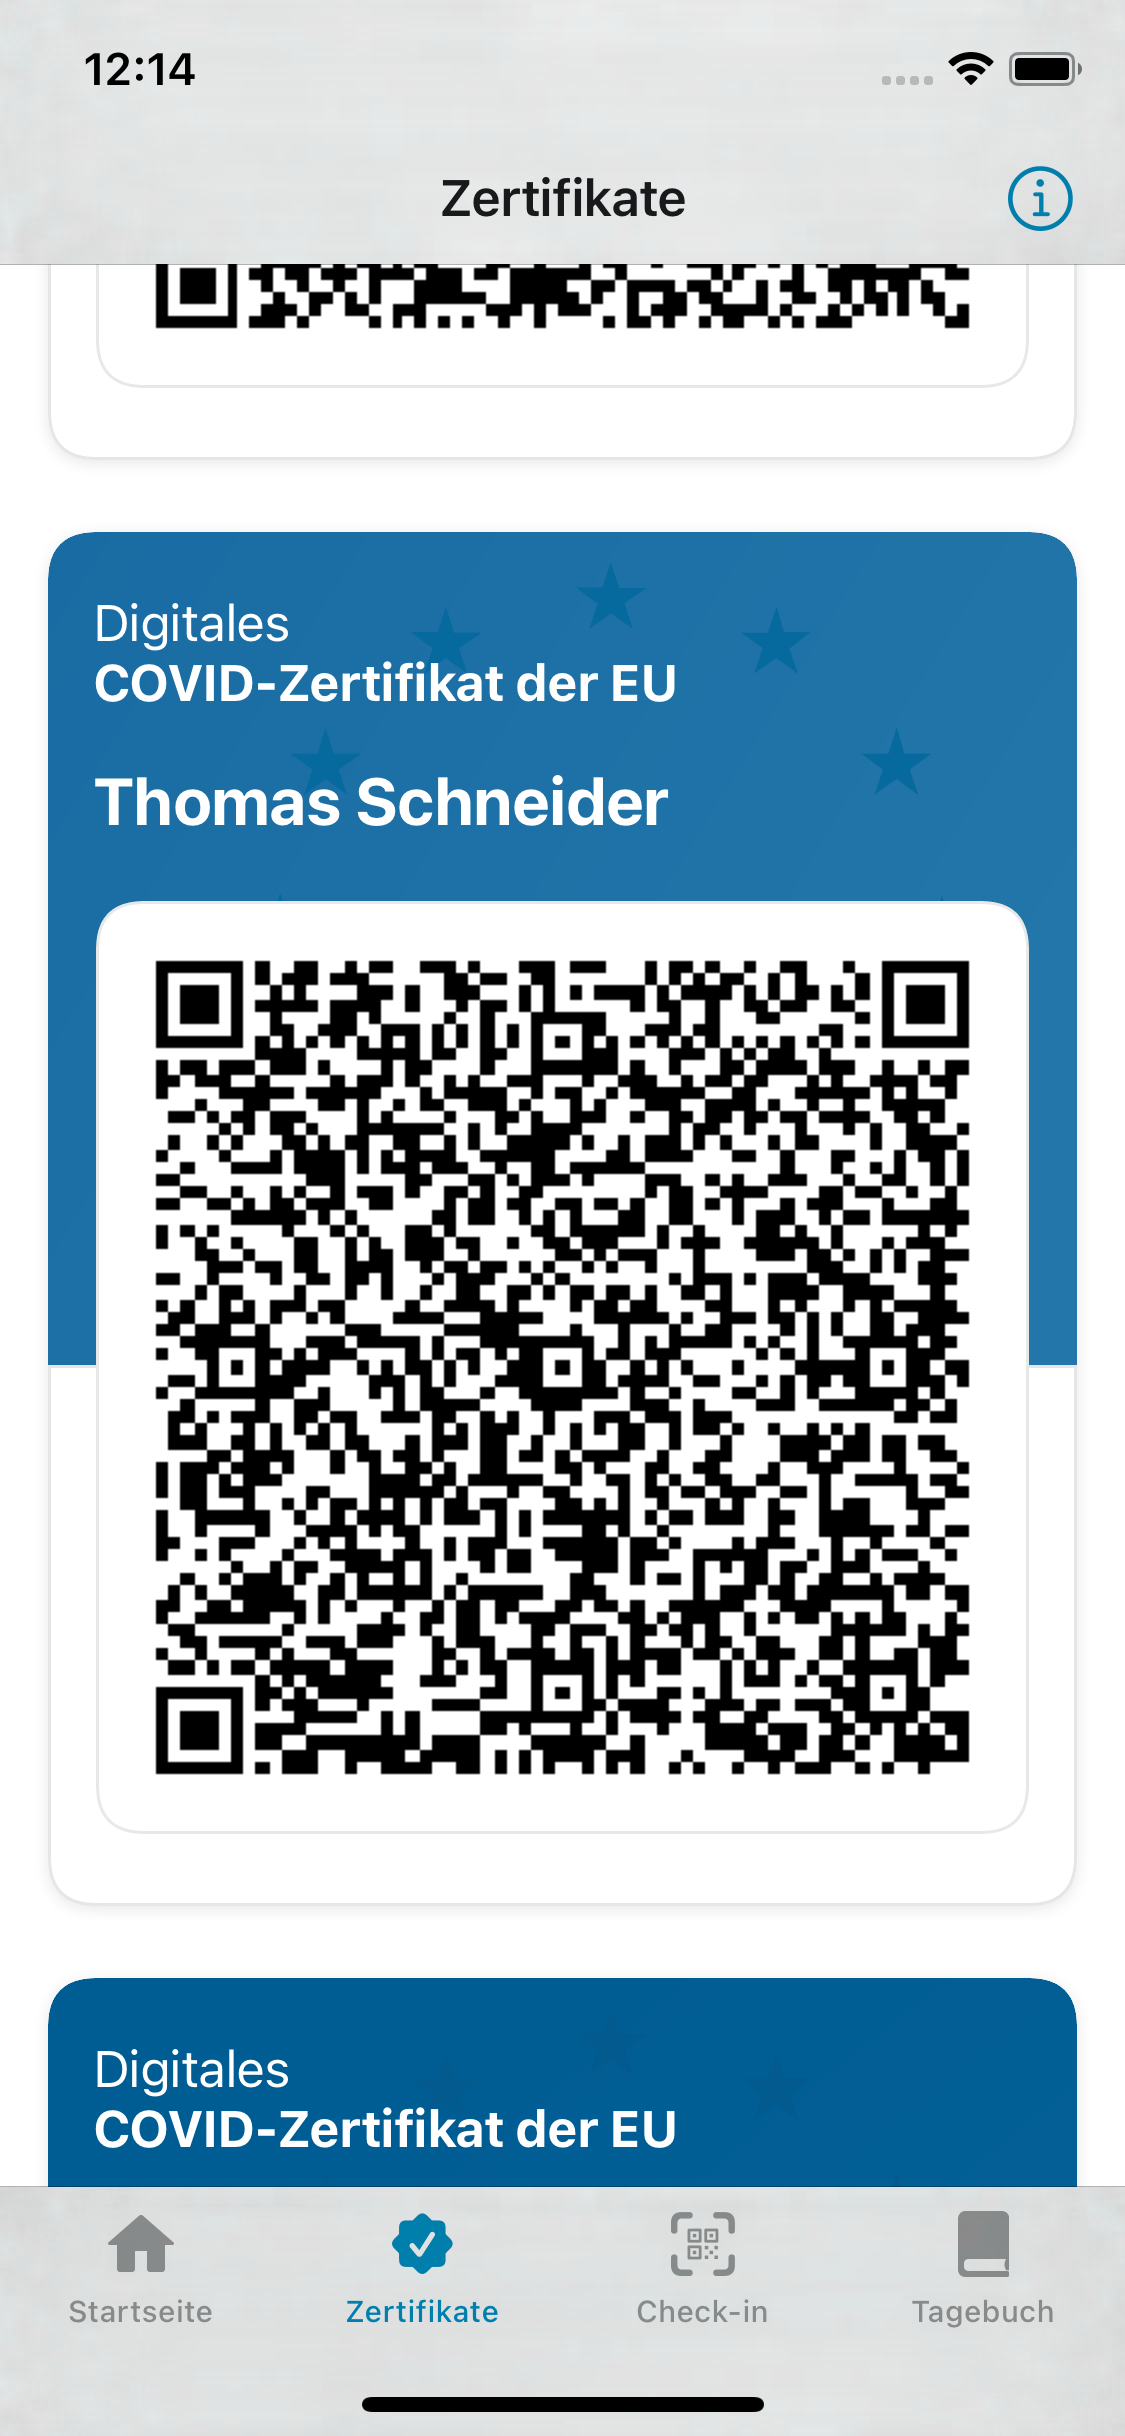 12:14
Zertifikate
Digitales
COVID-Zertifikat der EU
Thomas Schneider
Digitales
COVID-Zertifikat der EU
Startseite
Zertifikate
Check-in
Tagebuch